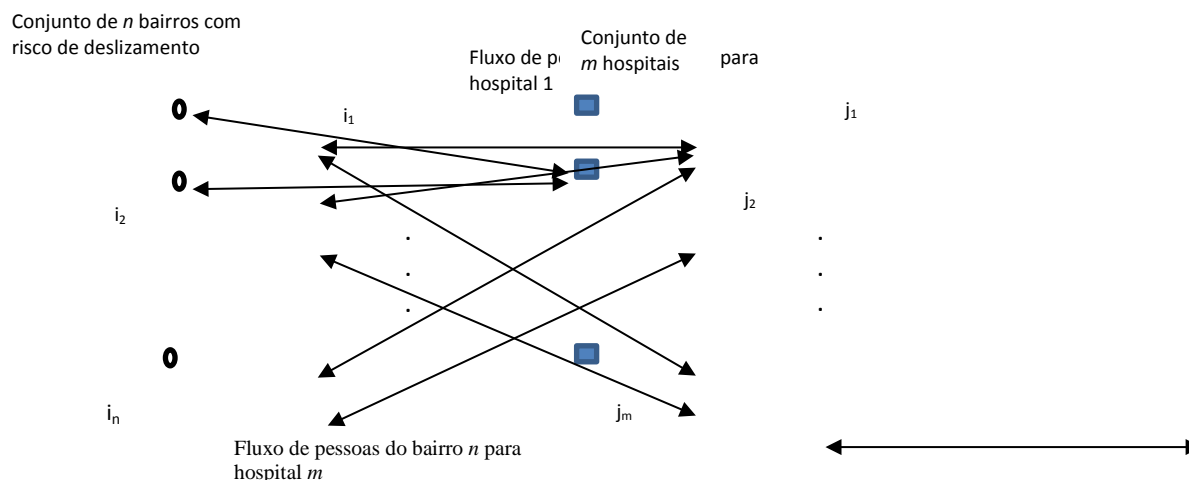 Conjunto de n bairros com
risco de deslizamento
Fluxo de
hospital 1
Conjunto de
m hospitais
para
i₁
j₁
i₂
j₂
.
.
.
.
.
.
iₙ
jₘ
Fluxo de pessoas do bairro n para
hospital m